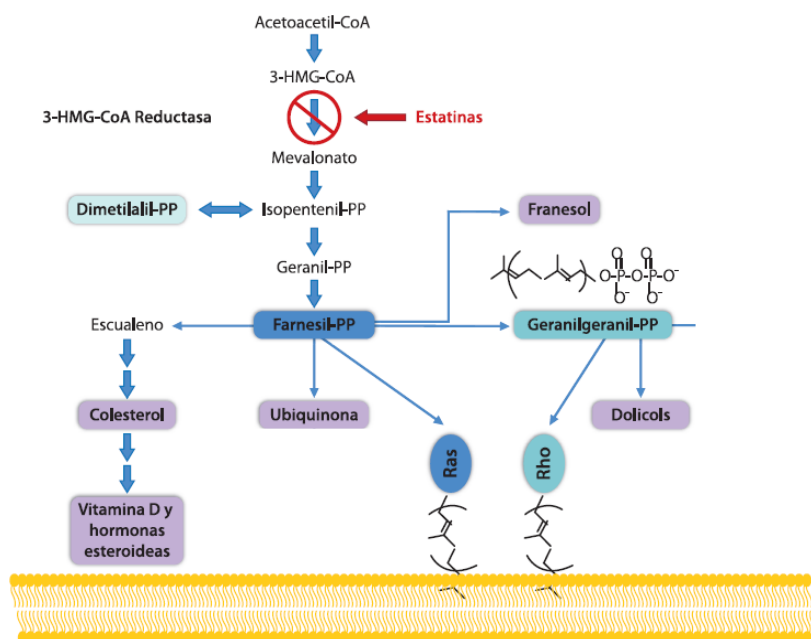 Acetoacetil-CoA
3-HMG-CoA
3-HMG-CoA Reductasa
Estatinas
Mevalonato
Dimetilalil-PP
Isopentenil-PP
Franesol
Geranil-PP
O O
O-P-O-P-O⁻
O⁻ O⁻
Escualeno
Farnesil-PP
Geranilgeranil-PP
Colesterol
Ubiquinona
Dolicols
Ras
Rho
Vitamina D y
hormonas
esteroideas